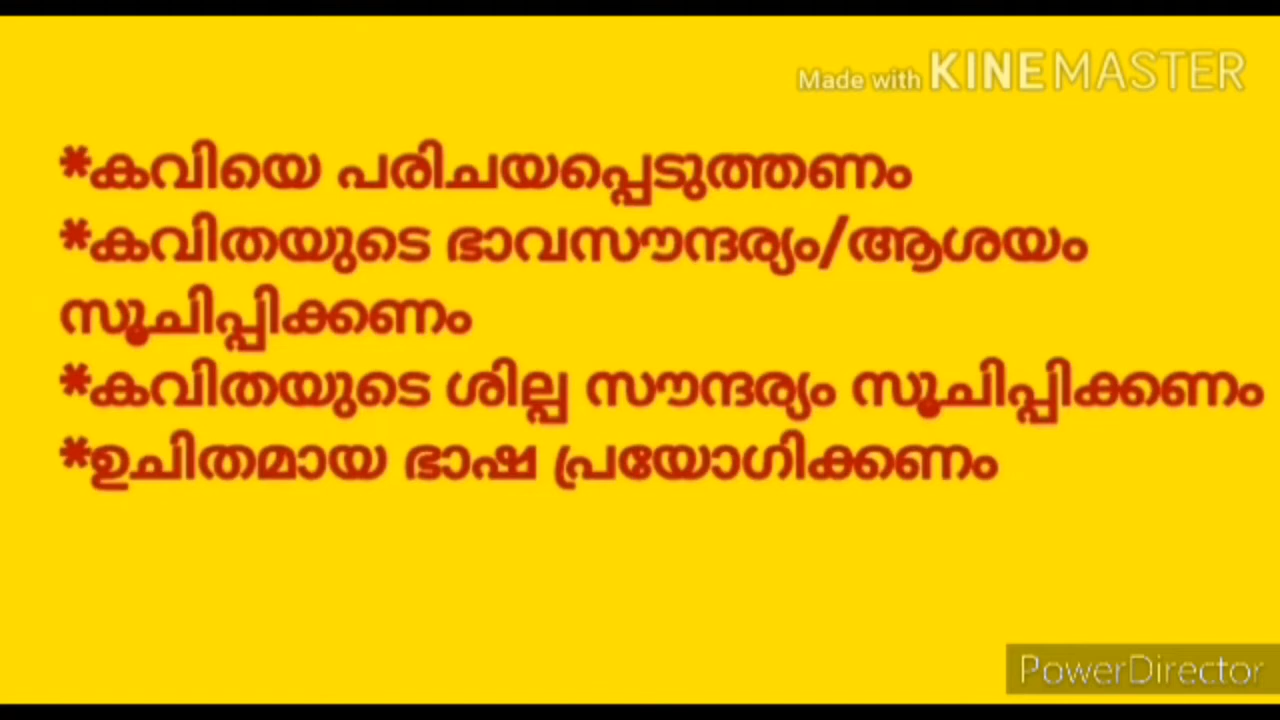 Made with KINEMASTER
*കവിയെ പരിചയപ്പെടുത്തണം
*കവിതയുടെ ഭാവസൗന്ദര്യം/ആശയം
സൂചിപ്പിക്കണം
*കവിതയുടെ ശില്പ സൗന്ദര്യം സൂചിപ്പിക്കണം
*ഉചിതമായ ഭാഷ പ്രയോഗിക്കണം
PowerDirector